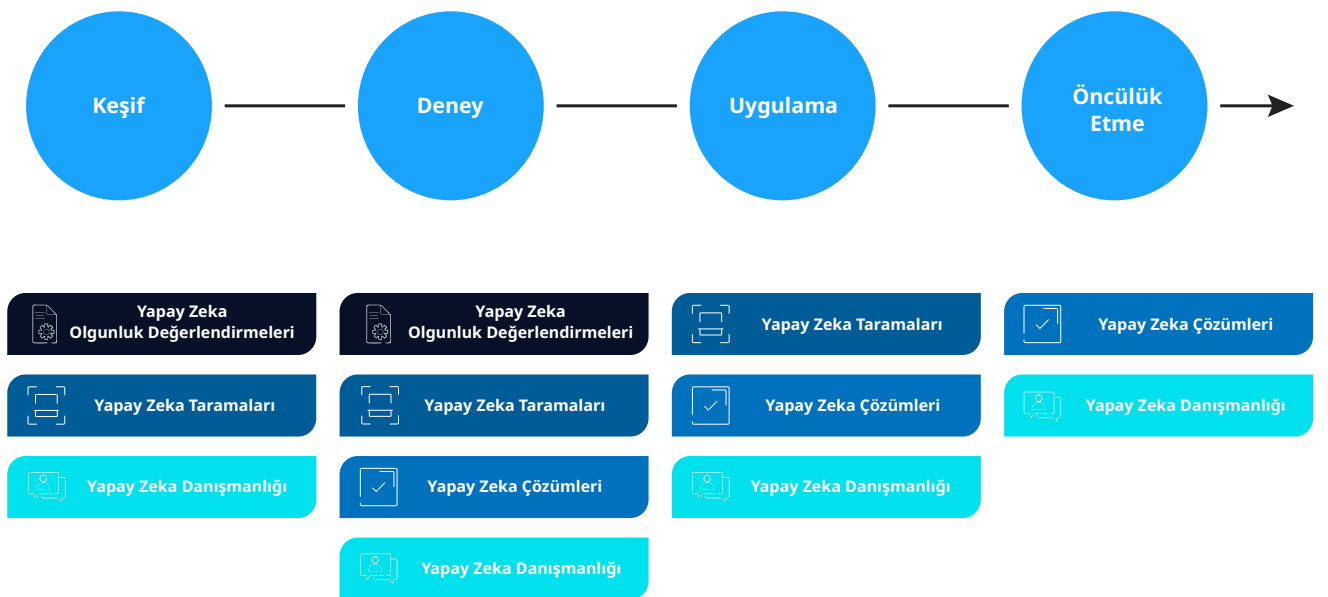 Keşif
Deney
Uygulama
Öncülük
Etme
Yapay Zeka
Olgunluk Değerlendirmeleri
Yapay Zeka Taramaları
Yapay Zeka Danışmanlığı
Yapay Zeka
Olgunluk Değerlendirmeleri
Yapay Zeka Taramaları
Yapay Zeka Çözümleri
Yapay Zeka Danışmanlığı
Yapay Zeka Taramaları
Yapay Zeka Çözümleri
Yapay Zeka Danışmanlığı
Yapay Zeka Çözümleri
Yapay Zeka Danışmanlığı